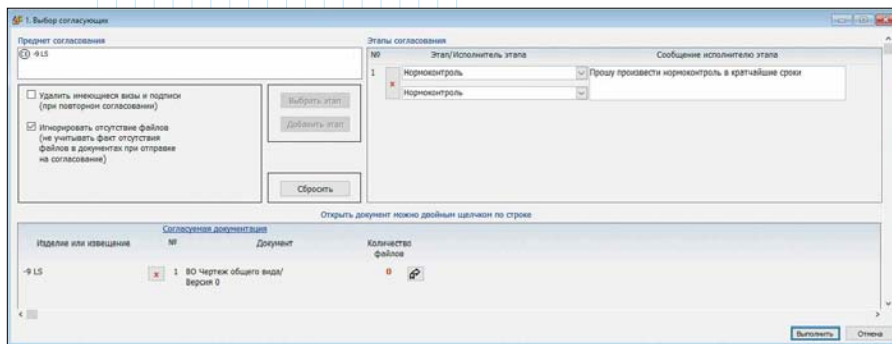 1. Выбор согласующих
Предмет согласования
-9 LS
Этапы согласования
№ Этап/Исполнитель этапа Сообщение исполнителю этапа
1 Нормоконтроль Прошу произвести нормоконтроль в кратчайшие сроки
x
Нормоконтроль
Удалить имеющиеся визы и подписи
(при повторном согласовании)
Игнорировать отсутствие файлов
(не учитывать факт отсутствия
файлов в документах при отправке
на согласование)
Выбрать этап
Добавить этап
Сбросить
Открыть документ можно двойным щелчком по строке
Согласуемая документация
Изделие или извещение № Документ Количество
файлов
-9 LS x 1 ВО Чертеж общего вида/
Версия 0
0
Выполнить Отмена